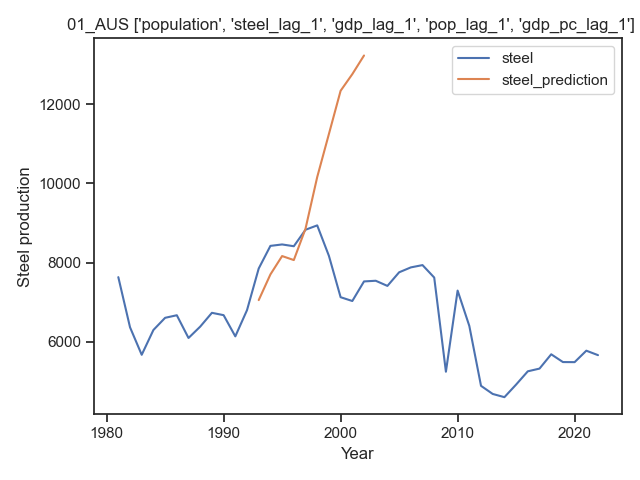 01_AUS ['population', 'steel_lag_1', 'gdp_lag_1', 'pop_lag_1', 'gdp_pc_lag_1']
steel
steel_prediction
12000
10000
8000
6000
Steel production
1980
1990
2000
2010
2020
Year